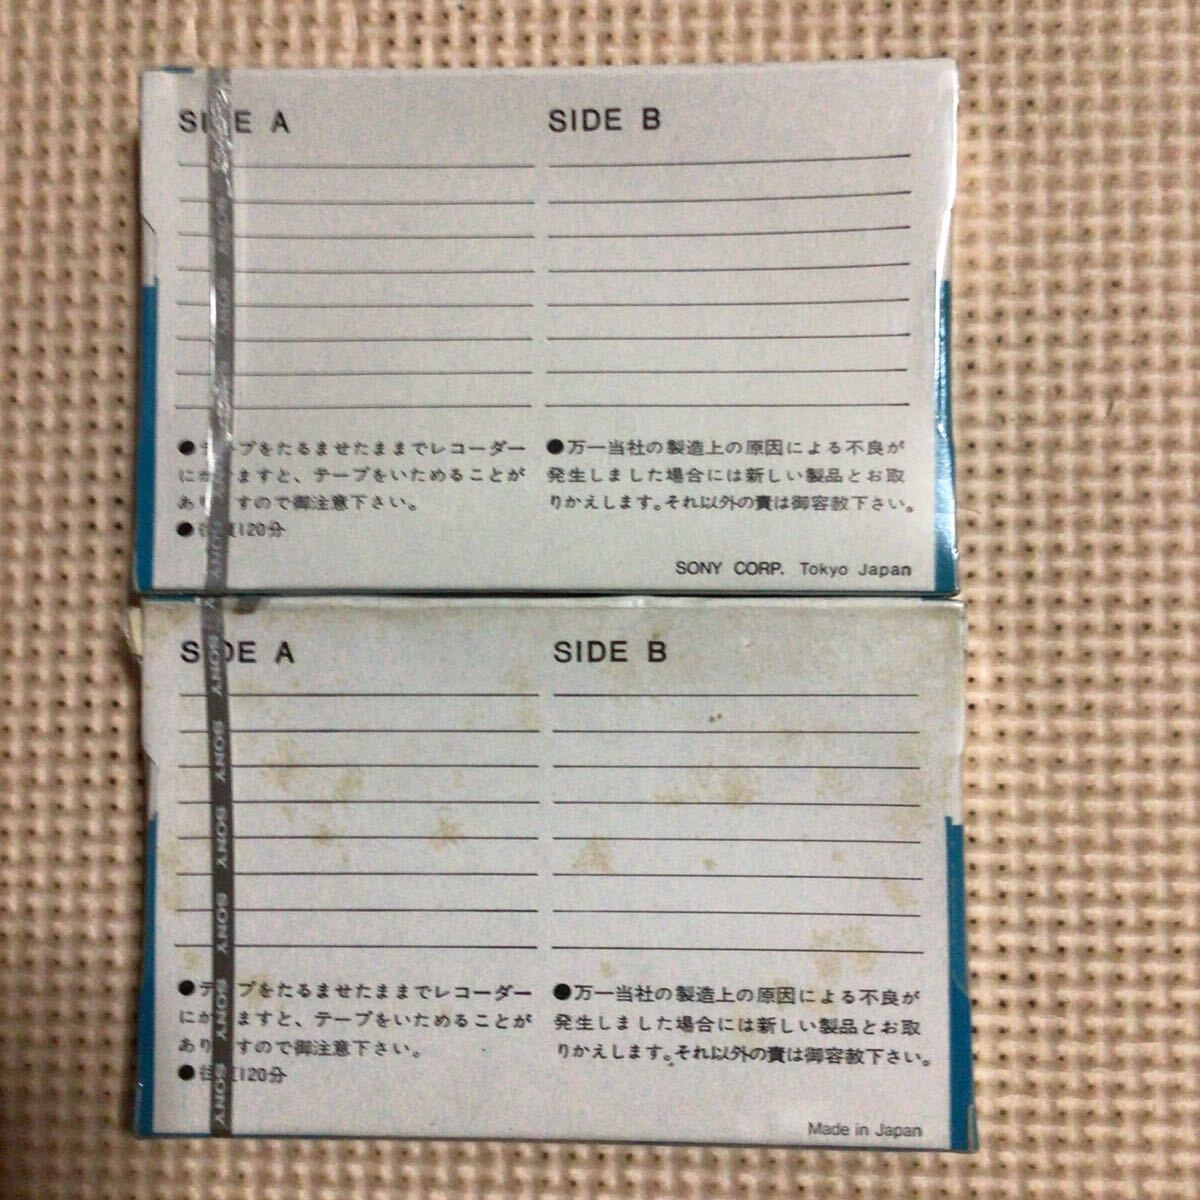 SIDE A
SIDE B
●テープをたるませたままでレコーダー
にかけますと、テープをいためることが
ありますので御注意下さい。
●往復120分
●万一当社の製造上の原因による不良が
発生しました場合には新しい製品とお取
りかえします。それ以外の責は御容赦下さい。
SONY CORP. Tokyo Japan
SONY SONY SONY SONY SONY
SIDE A
SIDE B
●テープをたるませたままでレコーダー
にかけますと、テープをいためることが
ありますので御注意下さい。
●往復120分
●万一当社の製造上の原因による不良が
発生しました場合には新しい製品とお取
りかえします。それ以外の責は御容赦下さい。
Made in Japan
SONY SONY SONY SONY SONY SONY